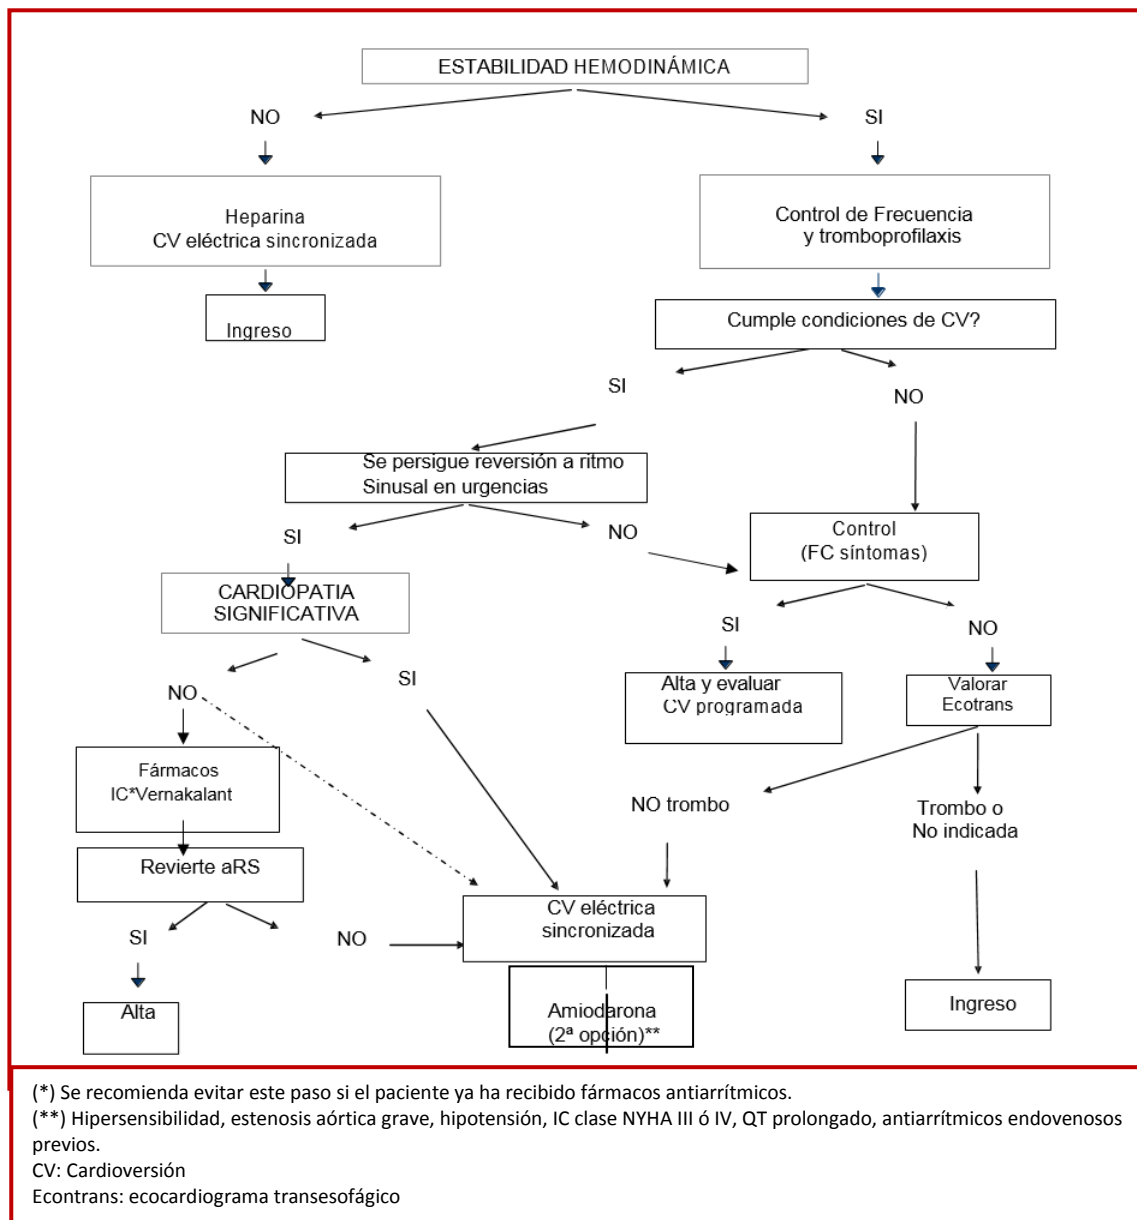 ESTABILIDAD HEMODINÁMICA
NO
SI
Heparina
CV eléctrica sincronizada
Control de Frecuencia
y tromboprofilaxis
Ingreso
Cumple condiciones de CV?
SI
NO
Se persigue reversión a ritmo
Sinusal en urgencias
SI
NO
Control
(FC síntomas)
CARDIOPATIA
SIGNIFICATIVA
SI
NO
NO
SI
Alta y evaluar
CV programada
Valorar
Ecotrans
Fármacos
IC*Vernakalant
NO trombo
Trombo o
No indicada
Revierte aRS
SI
NO
CV eléctrica
sincronizada
Alta
Amiodarona
(2ª opción)**
Ingreso
(*) Se recomienda evitar este paso si el paciente ya ha recibido fármacos antiarrítmicos.
(**) Hipersensibilidad, estenosis aórtica grave, hipotensión, IC clase NYHA III ó IV, QT prolongado, antiarrítmicos endovenosos
previos.
CV: Cardioversión
Econtrans: ecocardiograma transesofágico